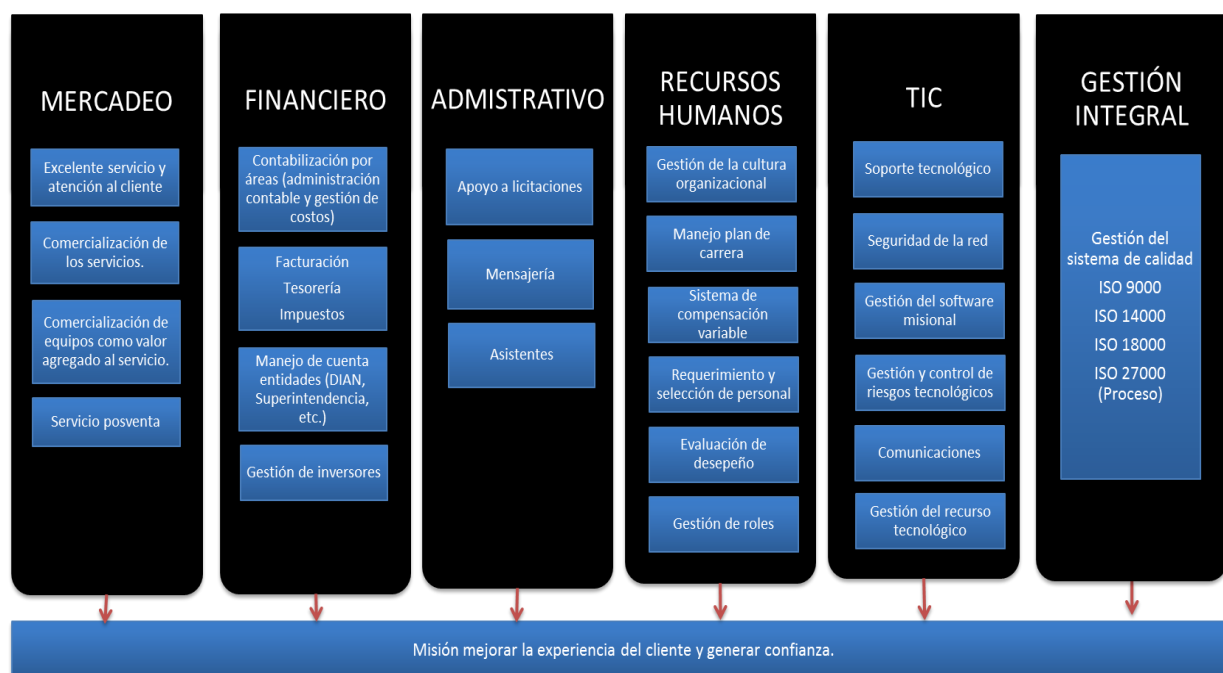 MERCADEO
Excelente servicio y
atención al cliente
Comercialización de
los servicios.
Comercialización de
equipos como valor
agregado al servicio.
Servicio posventa
FINANCIERO
Contabilización por
áreas (administración
contable y gestión de
costos)
Facturación
Tesorería
Impuestos
Manejo de cuenta
entidades (DIAN,
Superintendencia,
etc.)
Gestión de inversores
ADMISTRATIVO
Apoyo a licitaciones
Mensajería
Asistentes
RECURSOS
HUMANOS
Gestión de la cultura
organizacional
Manejo plan de
carrera
Sistema de
compensación
variable
Requerimiento y
selección de personal
Evaluación de
desepeño
Gestión de roles
TIC
Soporte tecnológico
Seguridad de la red
Gestión del software
misional
Gestión y control de
riesgos tecnológicos
Comunicaciones
Gestión del recurso
tecnológico
GESTIÓN
INTEGRAL
Gestión del
sistema de calidad
ISO 9000
ISO 14000
ISO 18000
ISO 27000
(Proceso)
Misión mejorar la experiencia del cliente y generar confianza.